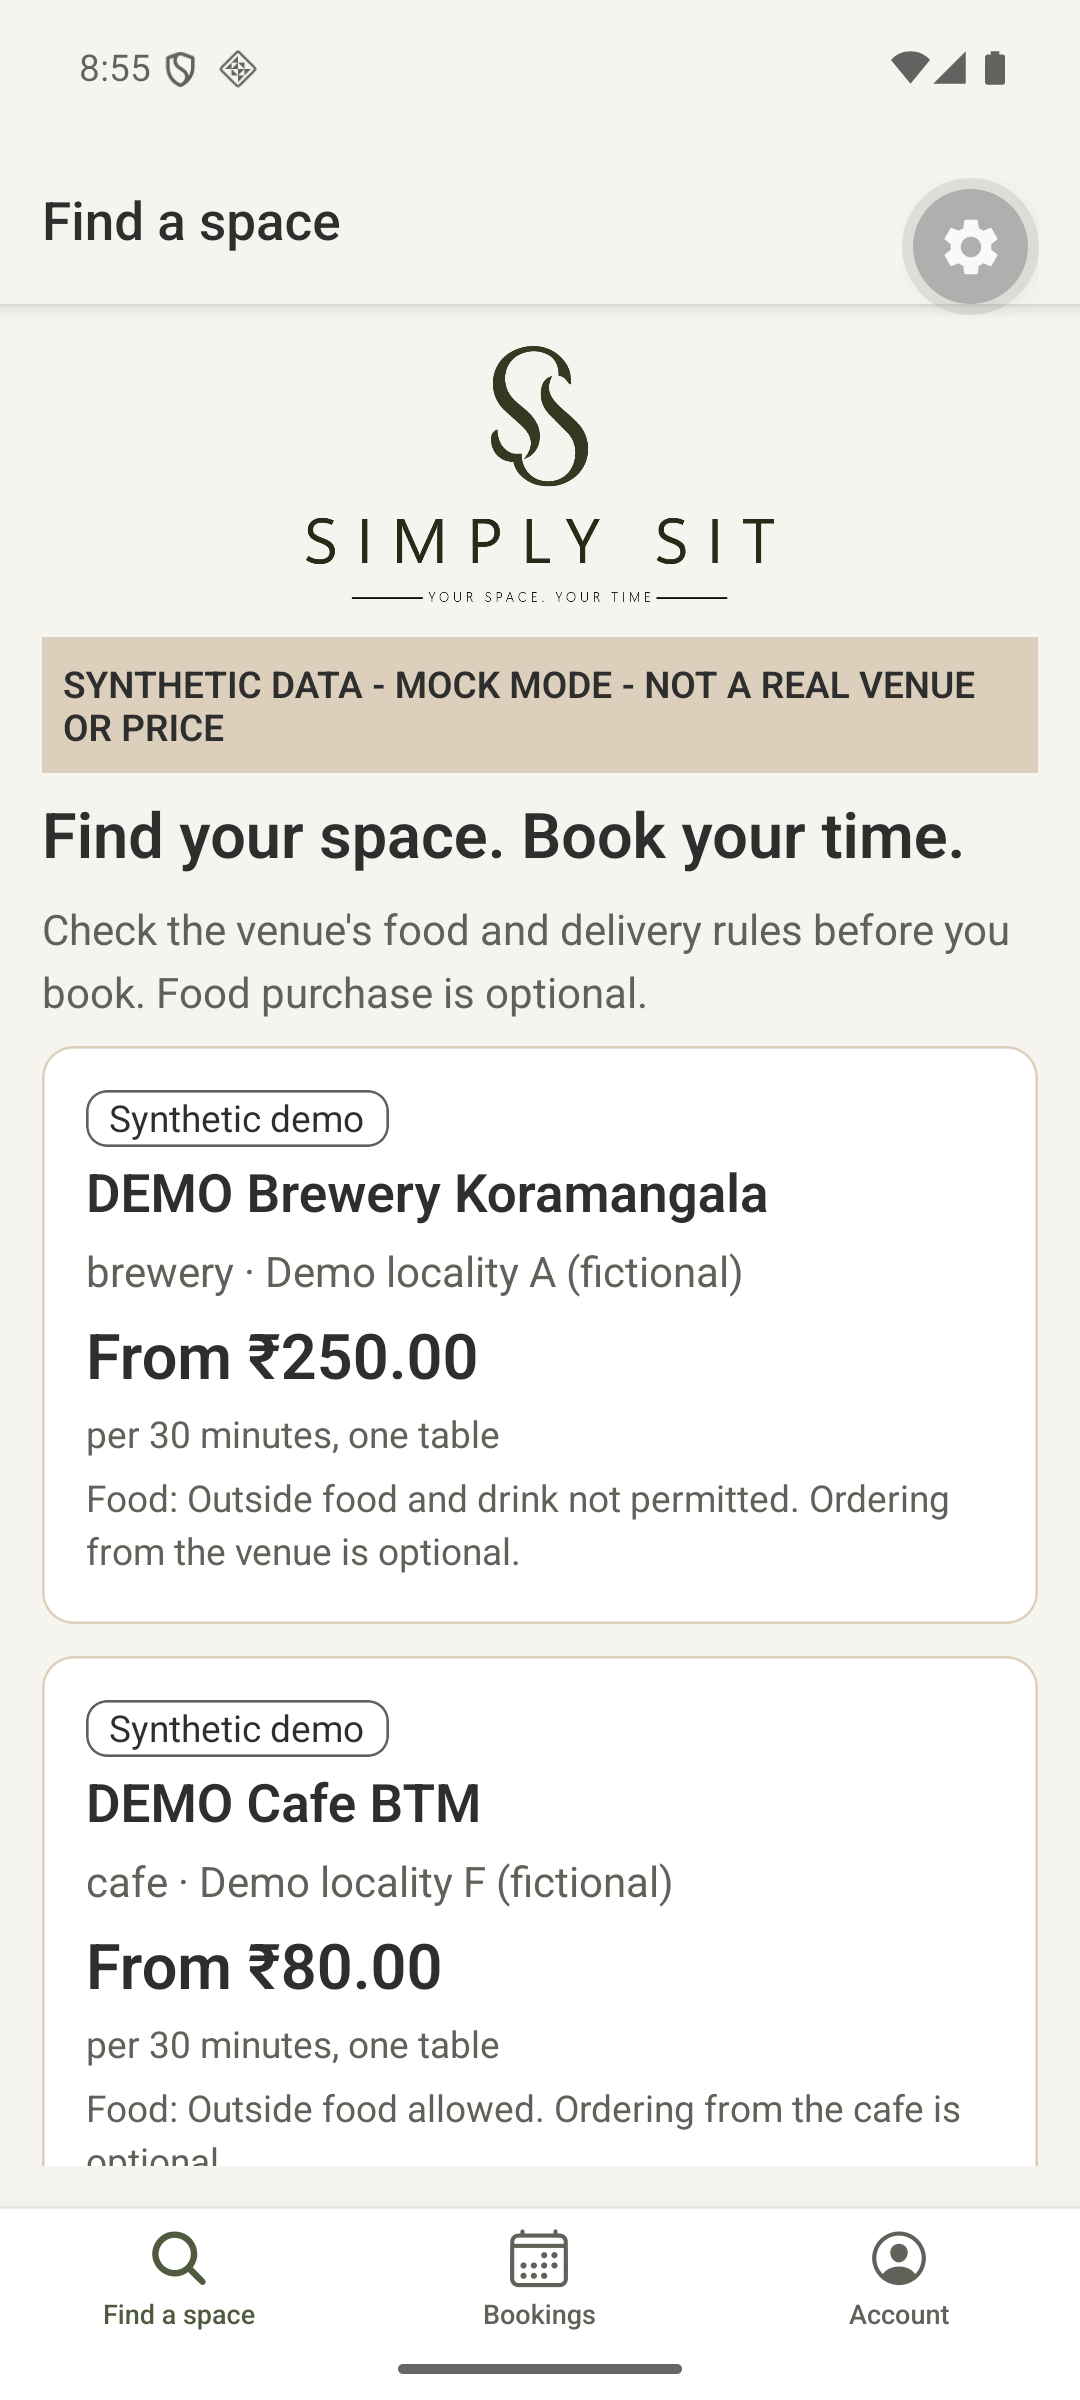 8:55
Find a space
SIMPLY SIT
YOUR SPACE. YOUR TIME
SYNTHETIC DATA - MOCK MODE - NOT A REAL VENUE
OR PRICE
Find your space. Book your time.
Check the venue's food and delivery rules before you
book. Food purchase is optional.
Synthetic demo
DEMO Brewery Koramangala
brewery · Demo locality A (fictional)
From ₹250.00
per 30 minutes, one table
Food: Outside food and drink not permitted. Ordering
from the venue is optional.
Synthetic demo
DEMO Cafe BTM
cafe · Demo locality F (fictional)
From ₹80.00
per 30 minutes, one table
Food: Outside food allowed. Ordering from the cafe is
optional
Find a space
Bookings
Account